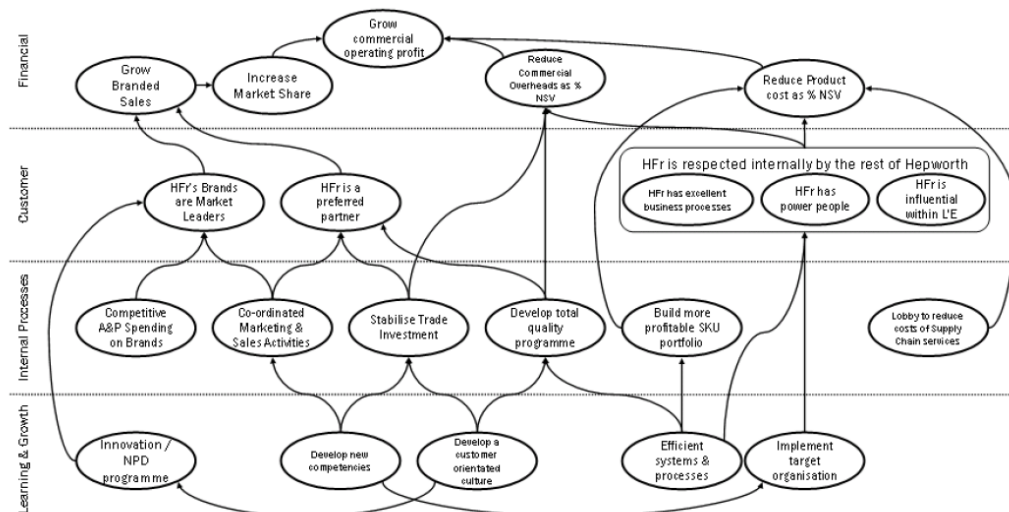 Financial
Grow
commercial
operating profit
Grow
Branded
Sales
Increase
Market Share
Reduce
Commercial
Overheads as %
NSV
Reduce Product
cost as % NSV
Customer
HFr's Brands
are Market
Leaders
HFr is a
preferred
partner
HFr is respected internally by the rest of Hepworth
HFr has excellent
business processes
HFr has
power people
HFr is
influential
within L'E
Internal Processes
Competitive
A&P Spending
on Brands
Co-ordinated
Marketing &
Sales Activities
Stabilise Trade
Investment
Develop total
quality
programme
Build more
profitable SKU
portfolio
Lobby to reduce
costs of Supply
Chain services
Learning & Growth
Innovation /
NPD
programme
Develop new
competencies
Develop a
customer
orientated
culture
Efficient
systems &
processes
Implement
target
organisation